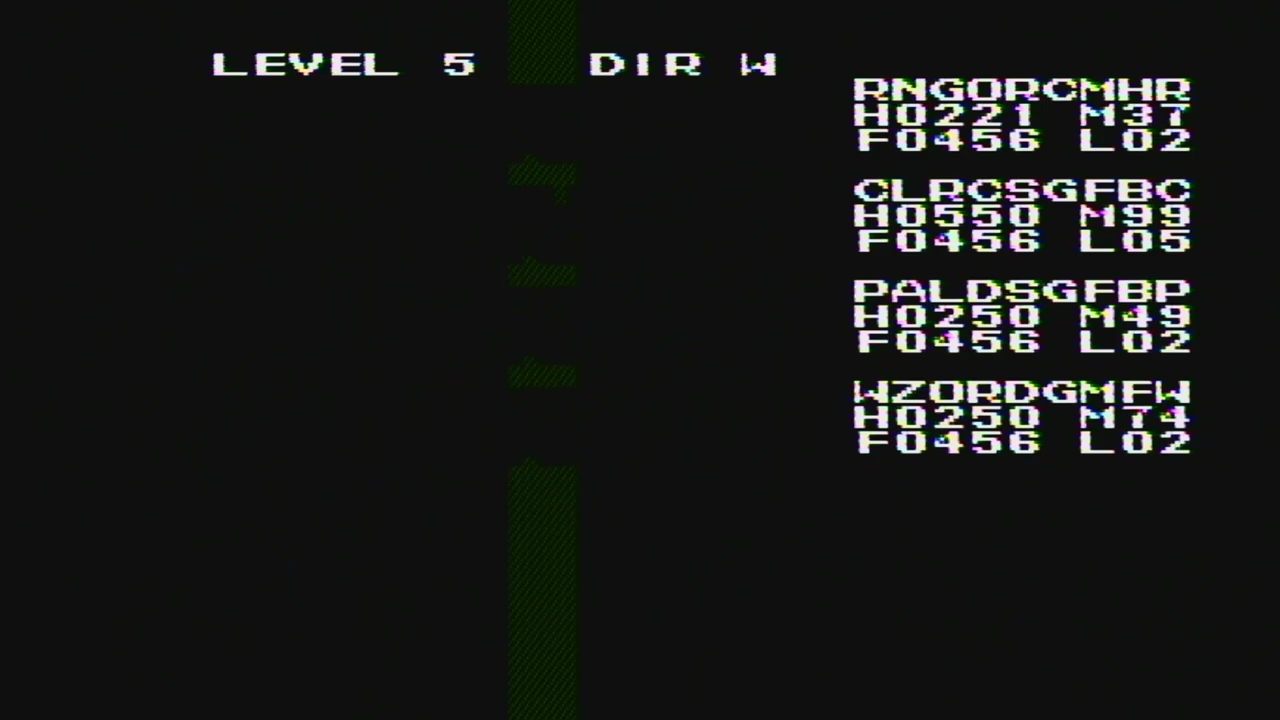 LEVEL 5 DIR W
RNGORCMHR
H0221 M37
F0456 L02
CLRCSGFBC
H0550 M99
F0456 L05
PALDSGFBP
H0250 M49
F0456 L02
WZORDGMFW
H0250 M74
F0456 L02